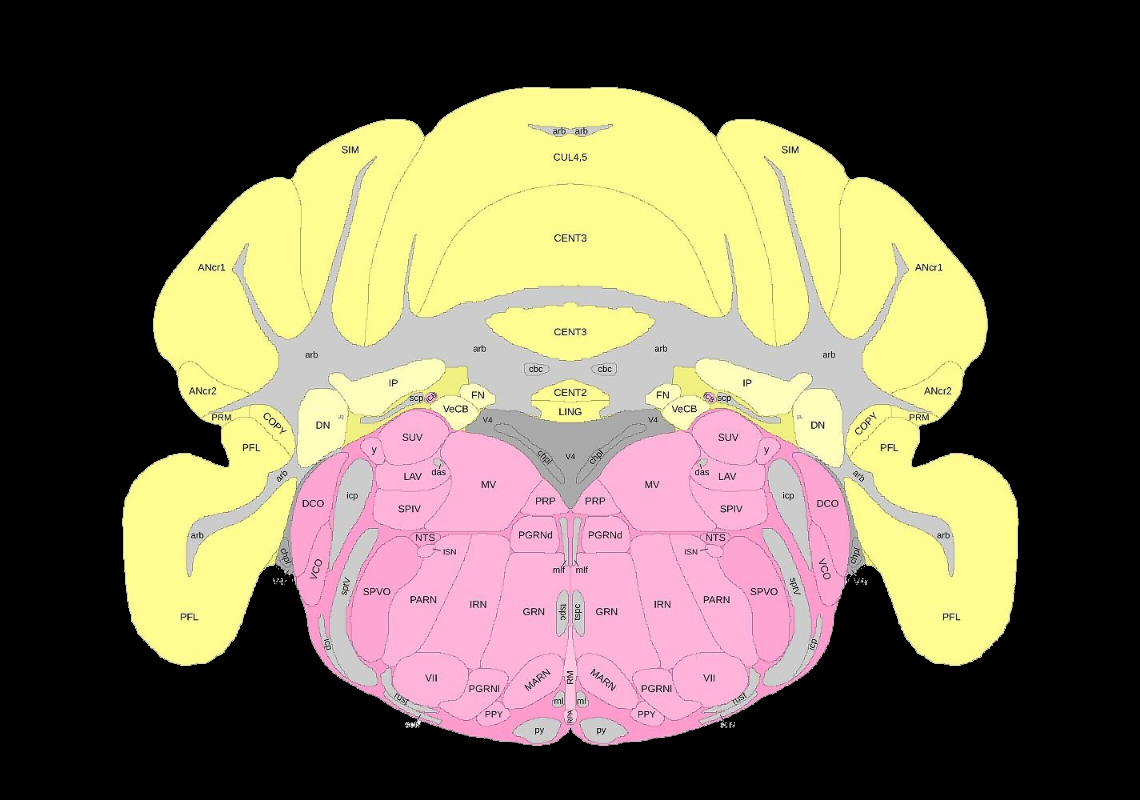 arb arb
CUL4,5
SIM SIM
CENT3
ANcr1 ANcr1
CENT3
arb arb arb arb
cbc cbc
IP IP
ANcr2 ANcr2
CENT2
FN FN
scp scp
VeCB VeCB
LING
PRM PRM
COPY COPY
V4 V4
DN DN
SUV SUV
PFL PFL
y y
V4
chpl chpl
das das
arb arb
LAV LAV
MV MV
icp icp
PRP PRP
DCO DCO
SPIV SPIV
arb arb
PGRNd PGRNd
NTS NTS
ISN ISN
chpl chpl
VCO VCO
mlf mlf
sptV sptV
SPVO SPVO
PARN PARN
IRN IRN
GRN GRN
tspc tspc
PFL PFL
icp icp
RM
VII VII
MARN MARN
PGRNl PGRNl
rust rust
ml ml
PPY PPY
py py